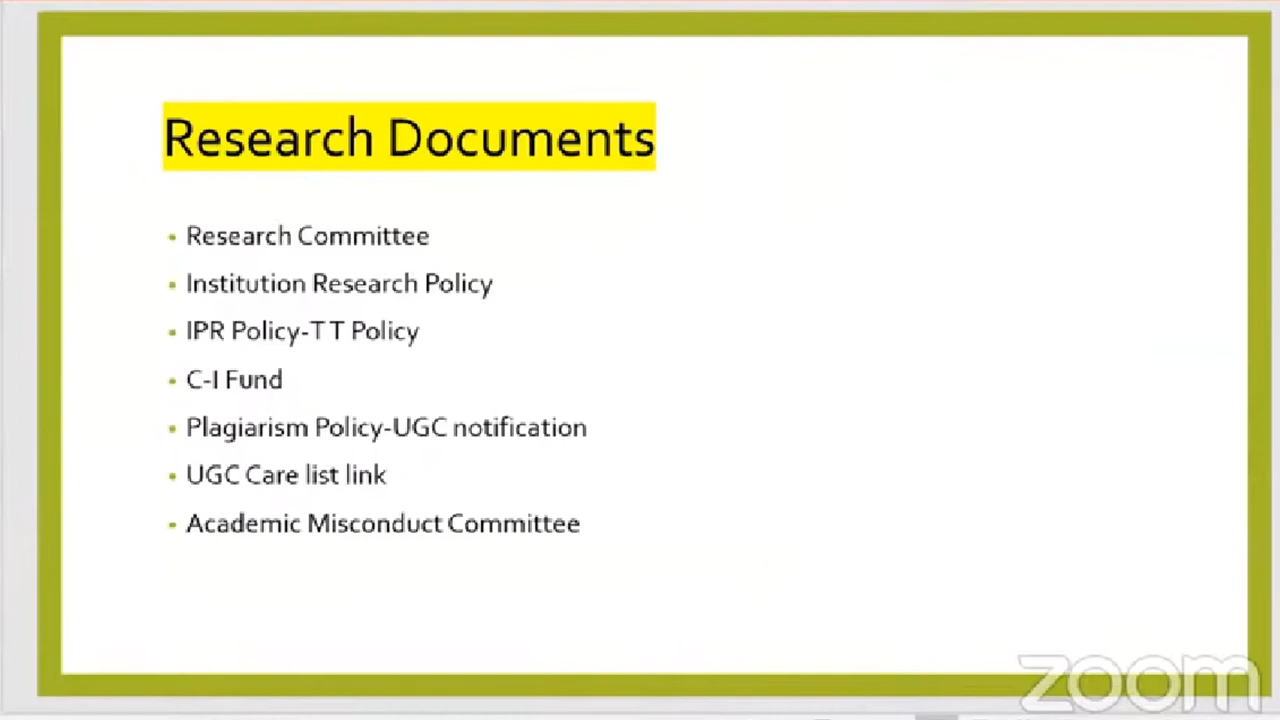 Research Documents
Research Committee
Institution Research Policy
IPR Policy-T T Policy
C-I Fund
Plagiarism Policy-UGC notification
UGC Care list link
Academic Misconduct Committee
zoom